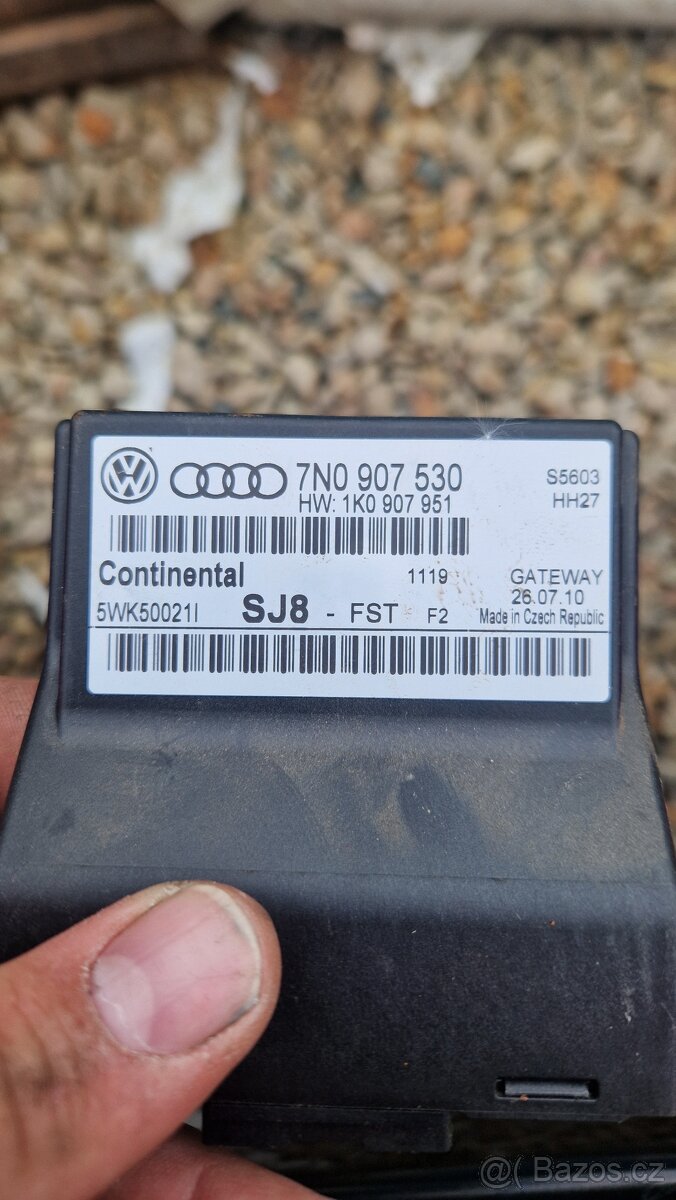 7N0 907 530
HW: 1K0 907 951
S5603
HH27
Continental
1119
GATEWAY
26.07.10
5WK50021I
SJ8 - FST F2
Made in Czech Republic
@( Bazos.cz